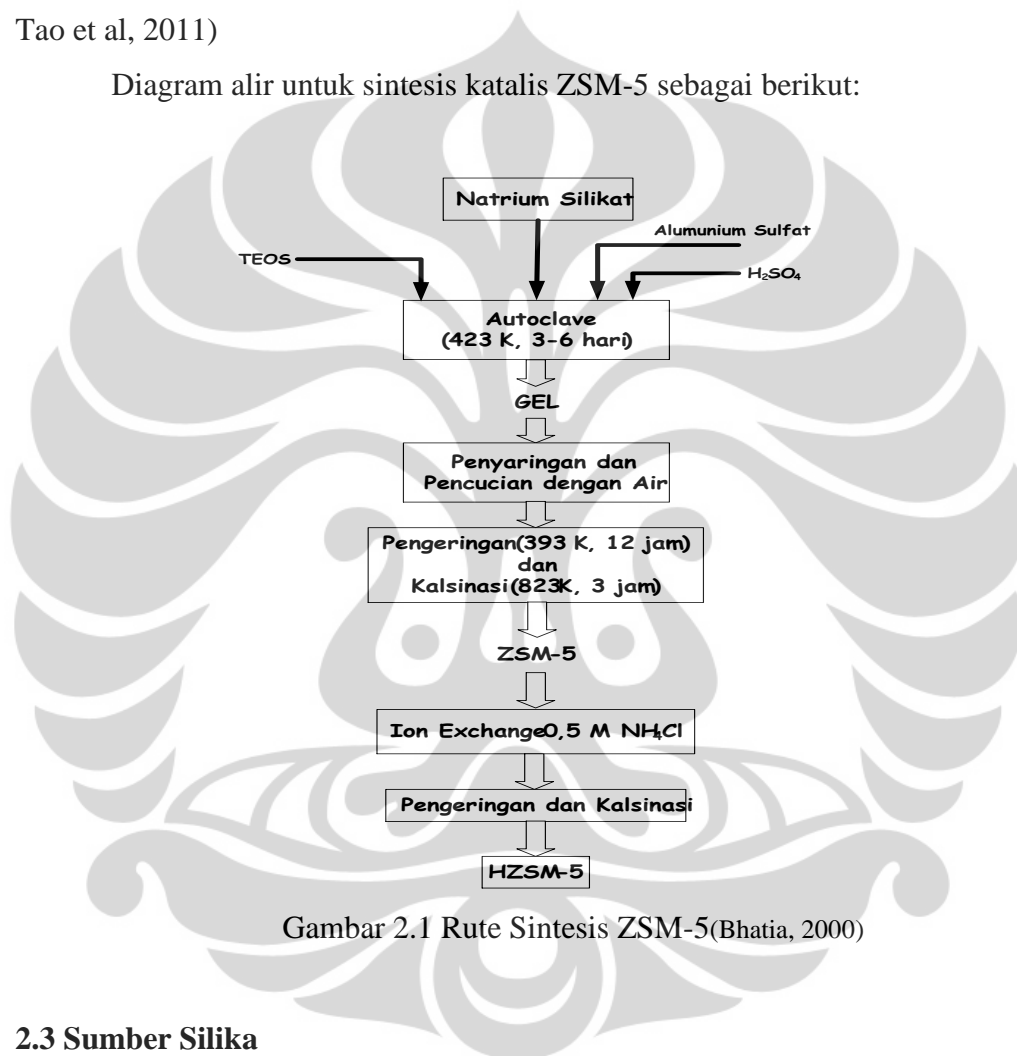 Tao et al, 2011)
Diagram alir untuk sintesis katalis ZSM-5 sebagai berikut:
Natrium Silikat
Alumunium Sulfat
TEOS
H₂SO₄
Autoclave
(423 K, 3-6 hari)
GEL
Penyaringan dan
Pencucian dengan Air
Pengeringan(393 K, 12 jam)
dan
Kalsinasi(823K, 3 jam)
ZSM-5
Ion Exchange0,5 M NH₄Cl
Pengeringan dan Kalsinasi
HZSM-5
Gambar 2.1 Rute Sintesis ZSM-5(Bhatia, 2000)
2.3 Sumber Silika